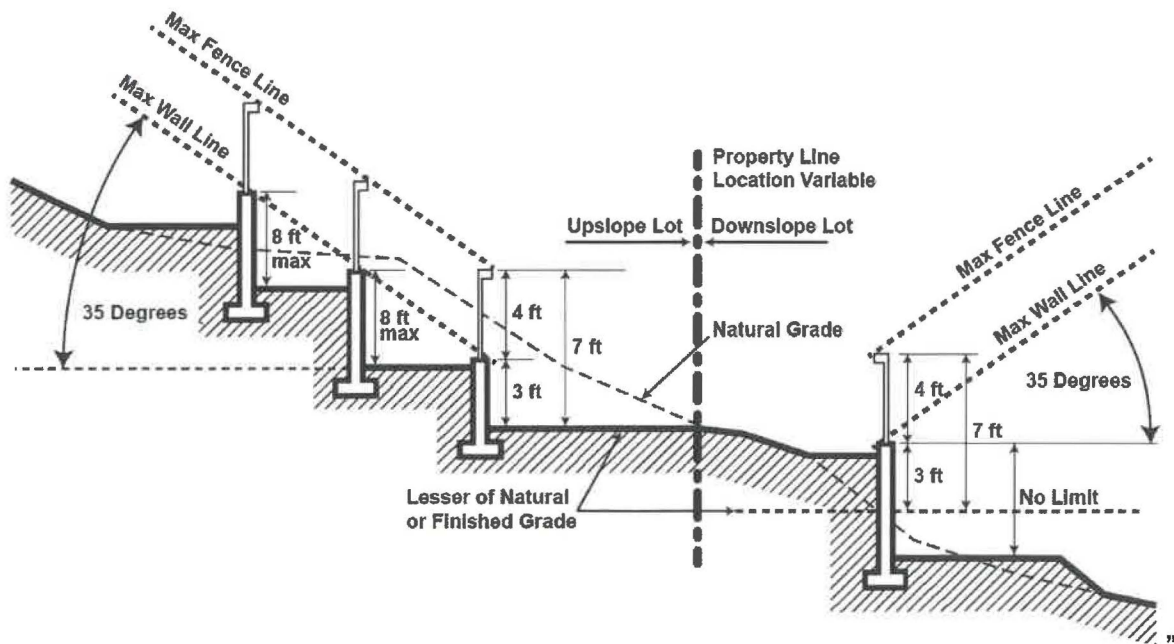 Max Fence Line
Max Wall Line
Property Line
Location Variable
Upslope Lot
Downslope Lot
8 ft
max
35 Degrees
8 ft
max
4 ft
7 ft
3 ft
Natural Grade
Max Fence Line
Max Wall Line
35 Degrees
4 ft
7 ft
3 ft
No Limit
Lesser of Natural
or Finished Grade
”